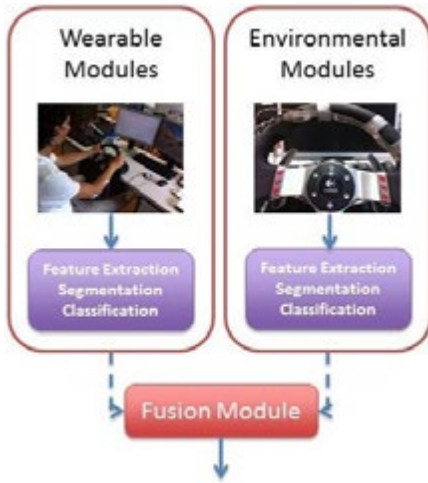 Wearable
Modules
Feature Extraction
Segmentation
Classification
Environmental
Modules
Feature Extraction
Segmentation
Classification
Fusion Module